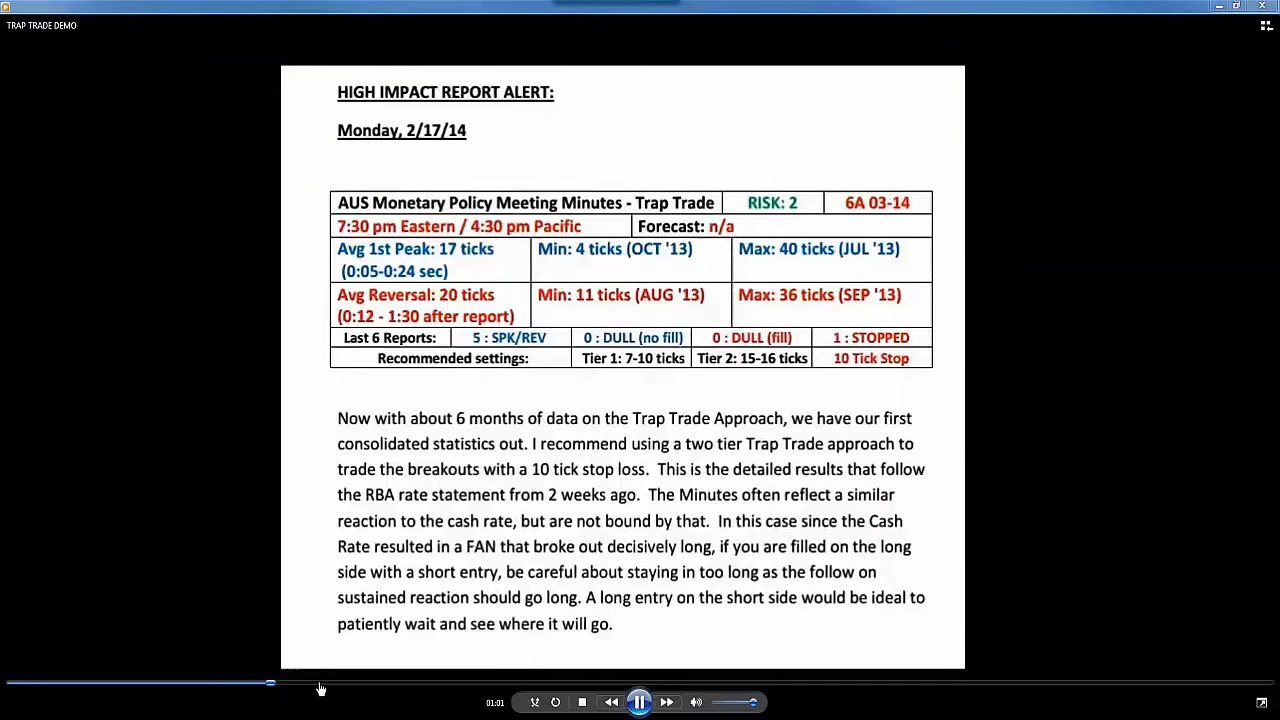 TRAP TRADE DEMO
HIGH IMPACT REPORT ALERT:
Monday, 2/17/14
AUS Monetary Policy Meeting Minutes - Trap Trade RISK: 2 6A 03-14
7:30 pm Eastern / 4:30 pm Pacific Forecast: n/a
Avg 1st Peak: 17 ticks Min: 4 ticks (OCT '13) Max: 40 ticks (JUL '13)
(0:05-0:24 sec)
Avg Reversal: 20 ticks Min: 11 ticks (AUG '13) Max: 36 ticks (SEP '13)
(0:12 - 1:30 after report)
Last 6 Reports: 5 : SPK/REV 0 : DULL (no fill) 0 : DULL (fill) 1 : STOPPED
Recommended settings: Tier 1: 7-10 ticks Tier 2: 15-16 ticks 10 Tick Stop
Now with about 6 months of data on the Trap Trade Approach, we have our first
consolidated statistics out. I recommend using a two tier Trap Trade approach to
trade the breakouts with a 10 tick stop loss. This is the detailed results that follow
the RBA rate statement from 2 weeks ago. The Minutes often reflect a similar
reaction to the cash rate, but are not bound by that. In this case since the Cash
Rate resulted in a FAN that broke out decisively long, if you are filled on the long
side with a short entry, be careful about staying in too long as the follow on
sustained reaction should go long. A long entry on the short side would be ideal to
patiently wait and see where it will go.
01:01